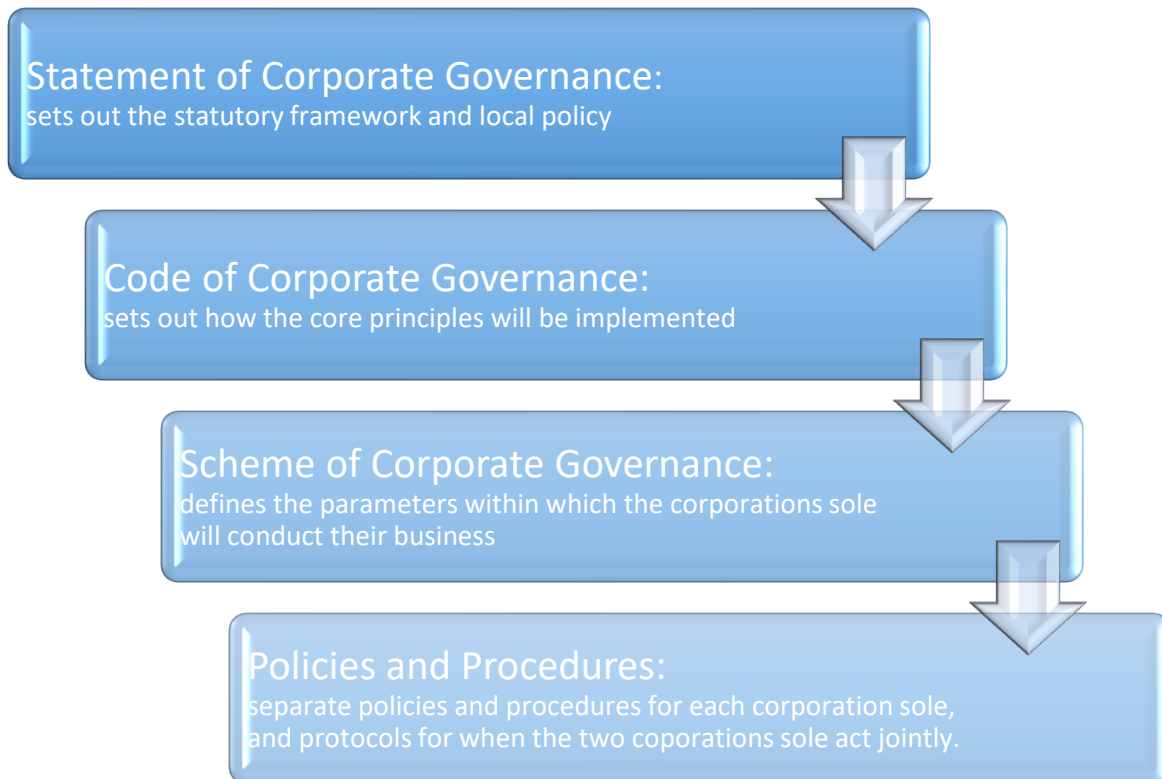 Statement of Corporate Governance:
sets out the statutory framework and local policy
Code of Corporate Governance:
sets out how the core principles will be implemented
Scheme of Corporate Governance:
defines the parameters within which the corporations sole
will conduct their business
Policies and Procedures:
separate policies and procedures for each corporation sole,
and protocols for when the two coporations sole act jointly.